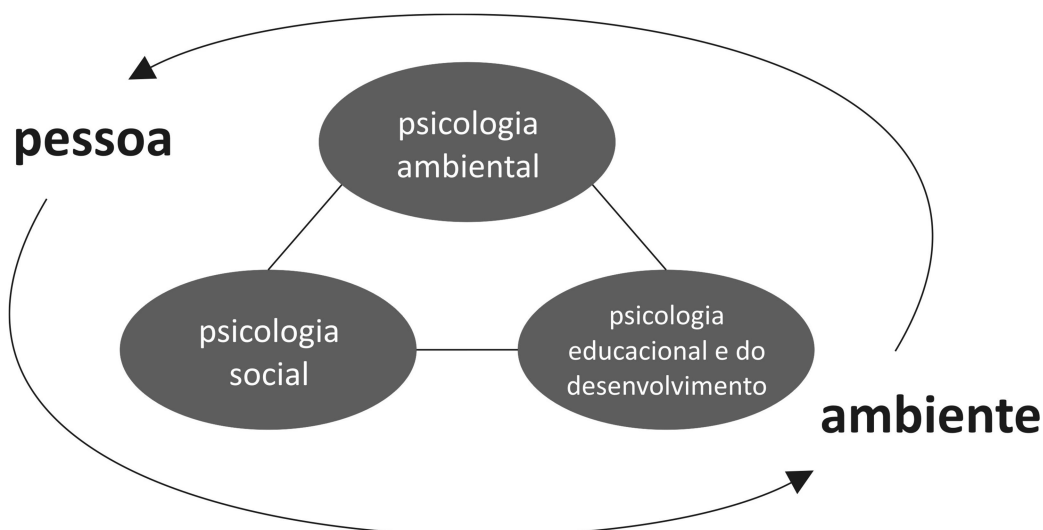 pessoa
psicologia
ambiental
psicologia
social
psicologia
educacional e do
desenvolvimento
ambiente